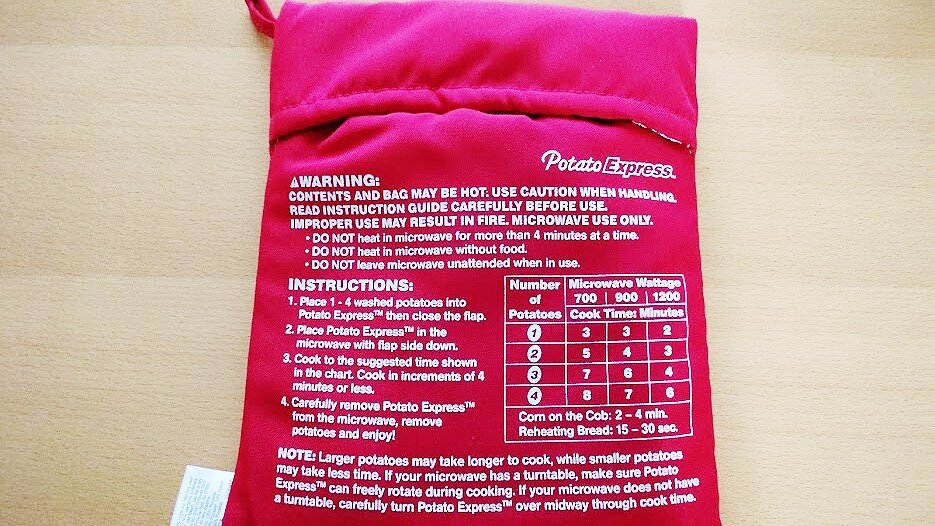 Potato Express™
⚠WARNING:
CONTENTS AND BAG MAY BE HOT. USE CAUTION WHEN HANDLING.
READ INSTRUCTION GUIDE CAREFULLY BEFORE USE.
IMPROPER USE MAY RESULT IN FIRE. MICROWAVE USE ONLY.
• DO NOT heat in microwave for more than 4 minutes at a time.
• DO NOT heat in microwave without food.
• DO NOT leave microwave unattended when in use.
INSTRUCTIONS:
1. Place 1 - 4 washed potatoes into
Potato Express™ then close the flap.
2. Place Potato Express™ in the
microwave with flap side down.
3. Cook to the suggested time shown
in the chart. Cook in increments of 4
minutes or less.
4. Carefully remove Potato Express™
from the microwave, remove
potatoes and enjoy!
Number of Potatoes | Microwave Wattage
700 | 900 | 1200
Cook Time: Minutes
1 3 3 2
2 5 4 3
3 7 6 4
4 8 7 6
Corn on the Cob: 2 – 4 min.
Reheating Bread: 15 – 30 sec.
NOTE: Larger potatoes may take longer to cook, while smaller potatoes
may take less time. If your microwave has a turntable, make sure Potato
Express™ can freely rotate during cooking. If your microwave does not have
a turntable, carefully turn Potato Express™ over midway through cook time.